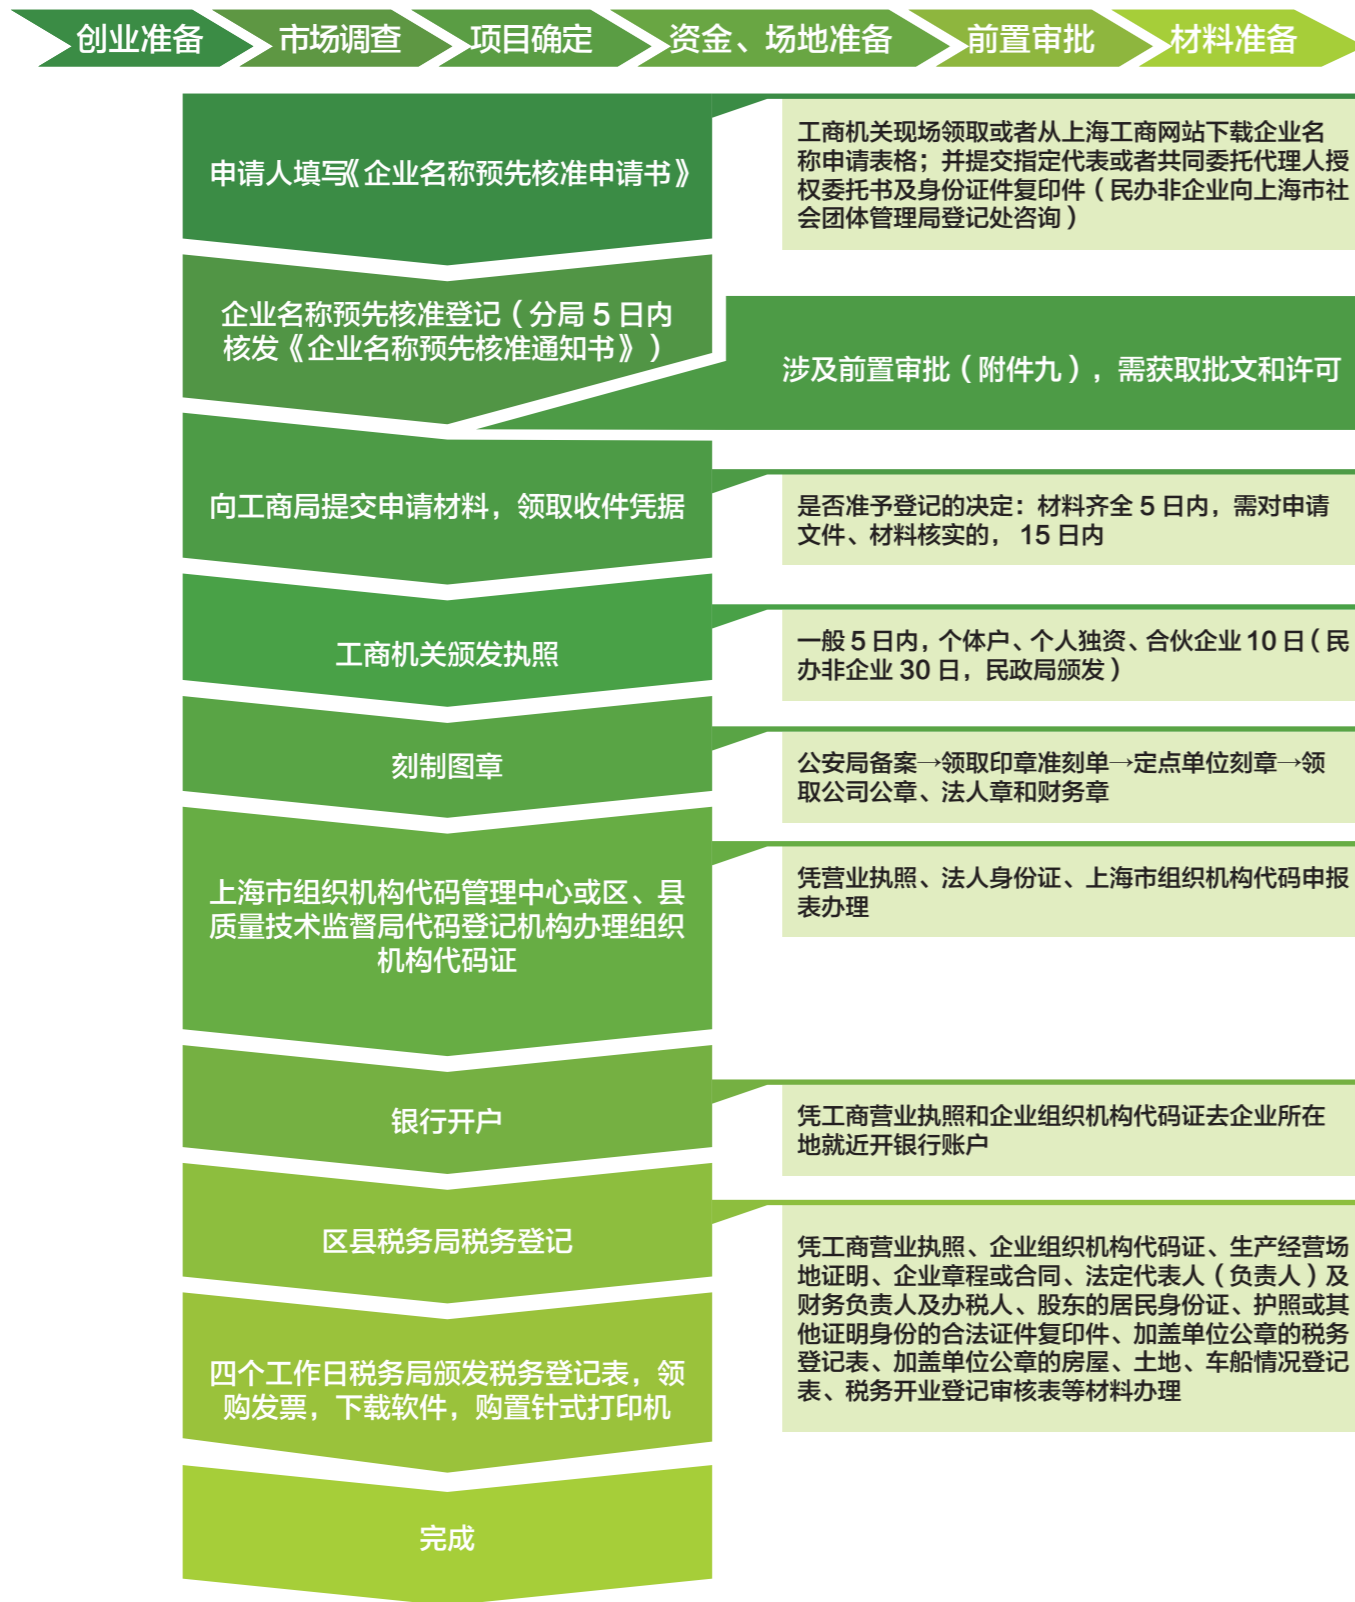 创业准备 市场调查 项目确定 资金、场地准备 前置审批 材料准备
申请人填写《企业名称预先核准申请书》
工商机关现场领取或者从上海工商网站下载企业名
称申请表格；并提交指定代表或者共同委托代理人授
权委托书及身份证件复印件（民办非企业向上海市社
会团体管理局登记处咨询）
企业名称预先核准登记（分局 5 日内
核发《企业名称预先核准通知书》）
涉及前置审批（附件九），需获取批文和许可
向工商局提交申请材料，领取收件凭据
是否准予登记的决定：材料齐全 5 日内，需对申请
文件、材料核实的， 15 日内
工商机关颁发执照
一般 5 日内，个体户、个人独资、合伙企业 10 日（民
办非企业 30 日，民政局颁发）
刻制图章
公安局备案→领取印章准刻单→定点单位刻章→领
取公司公章、法人章和财务章
上海市组织机构代码管理中心或区、县
质量技术监督局代码登记机构办理组织
机构代码证
凭营业执照、法人身份证、上海市组织机构代码申报
表办理
银行开户
凭工商营业执照和企业组织机构代码证去企业所在
地就近开银行账户
区县税务局税务登记
凭工商营业执照、企业组织机构代码证、生产经营场
地证明、企业章程或合同、法定代表人（负责人）及
财务负责人及办税人、股东的居民身份证、护照或其
他证明身份的合法证件复印件、加盖单位公章的税务
登记表、加盖单位公章的房屋、土地、车船情况登记
表、税务开业登记审核表等材料办理
四个工作日税务局颁发税务登记表，领
购发票，下载软件，购置针式打印机
完成